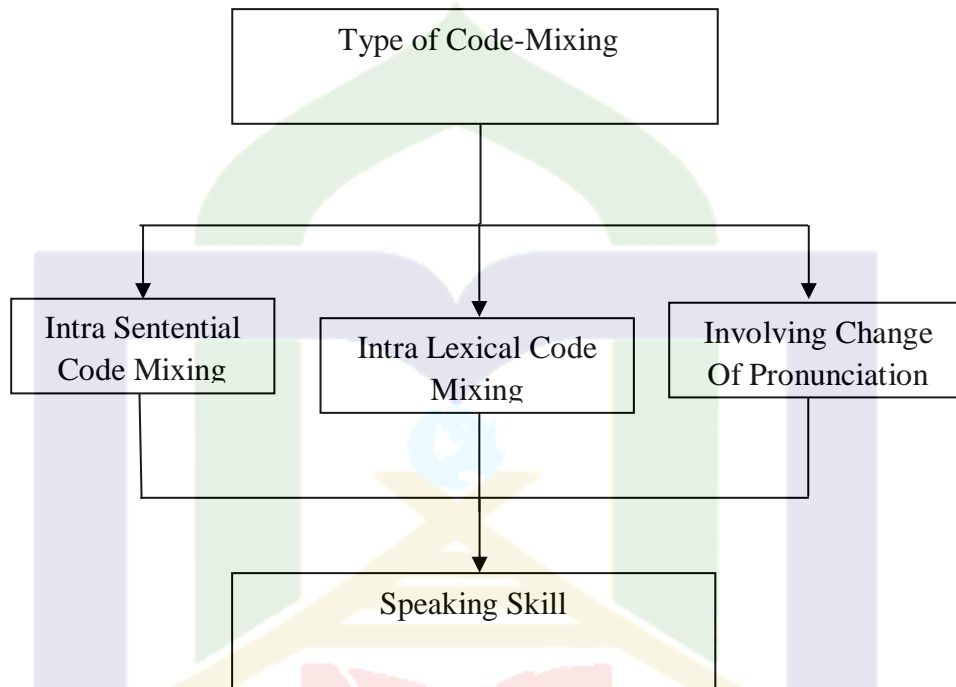 Type of Code-Mixing
Intra Sentential
Code Mixing
Intra Lexical Code
Mixing
Involving Change
Of Pronunciation
Speaking Skill